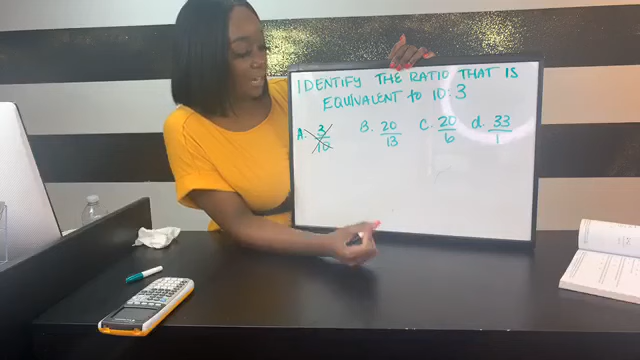 IDENTIFY THE RATIO THAT IS
EQUIVALENT to 10:3
A. 3/10 B. 20/13 C. 20/6 d. 33/1